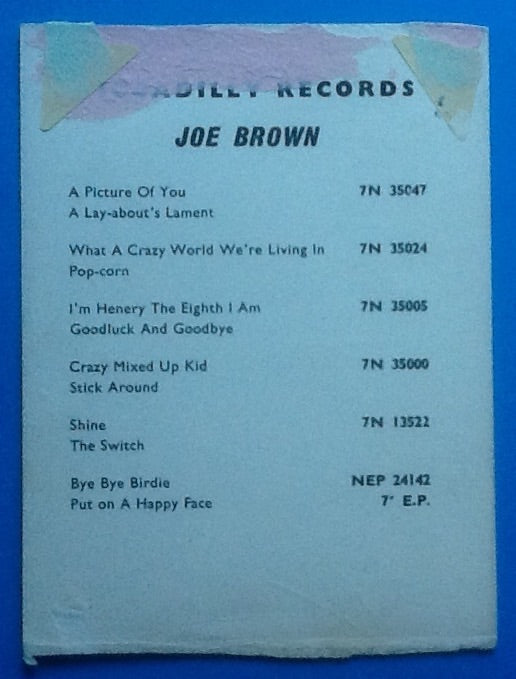 RECORDS
JOE BROWN
A Picture Of You 7N 35047
A Lay-about's Lament
What A Crazy World We're Living In 7N 35024
Pop-corn
I'm Henery The Eighth I Am 7N 35005
Goodluck And Goodbye
Crazy Mixed Up Kid 7N 35000
Stick Around
Shine 7N 13522
The Switch
Bye Bye Birdie NEP 24142
Put on A Happy Face 7" E.P.